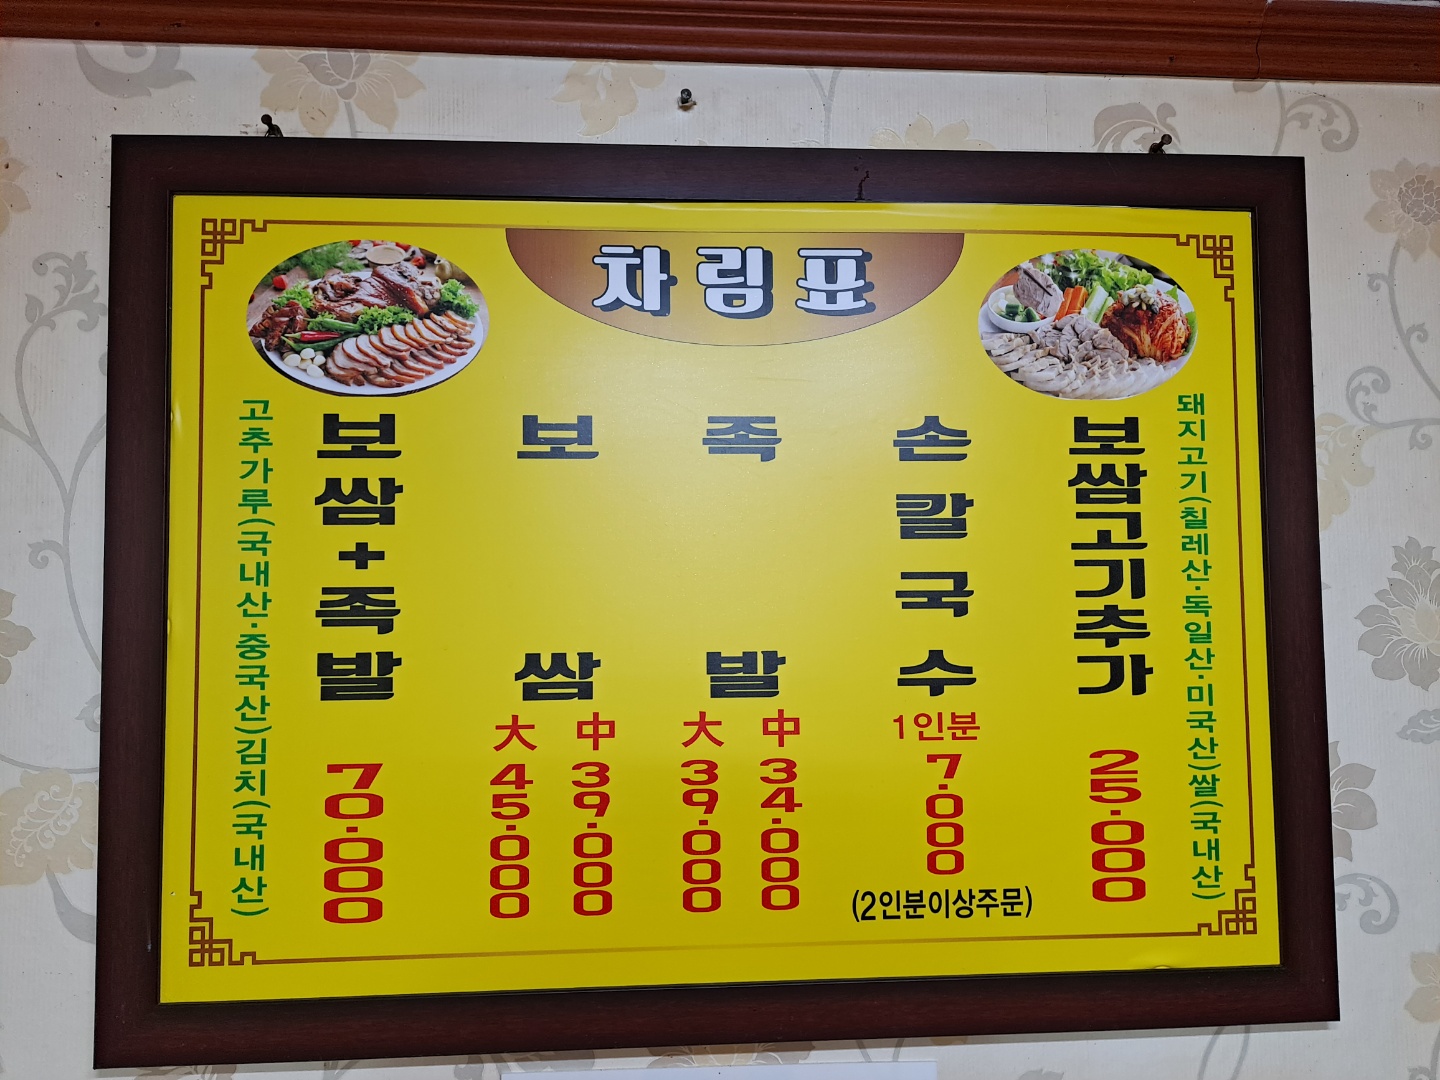 차림표
고추가루(국내산·중국산)김치(국내산)
보쌈+족발
70.000
보쌈
大 45.000
中 39.000
족발
大 39.000
中 34.000
손칼국수
1인분
7.000
(2인분이상주문)
보쌈고기추가
25.000
돼지고기(칠레산·독일산·미국산)쌀(국내산)